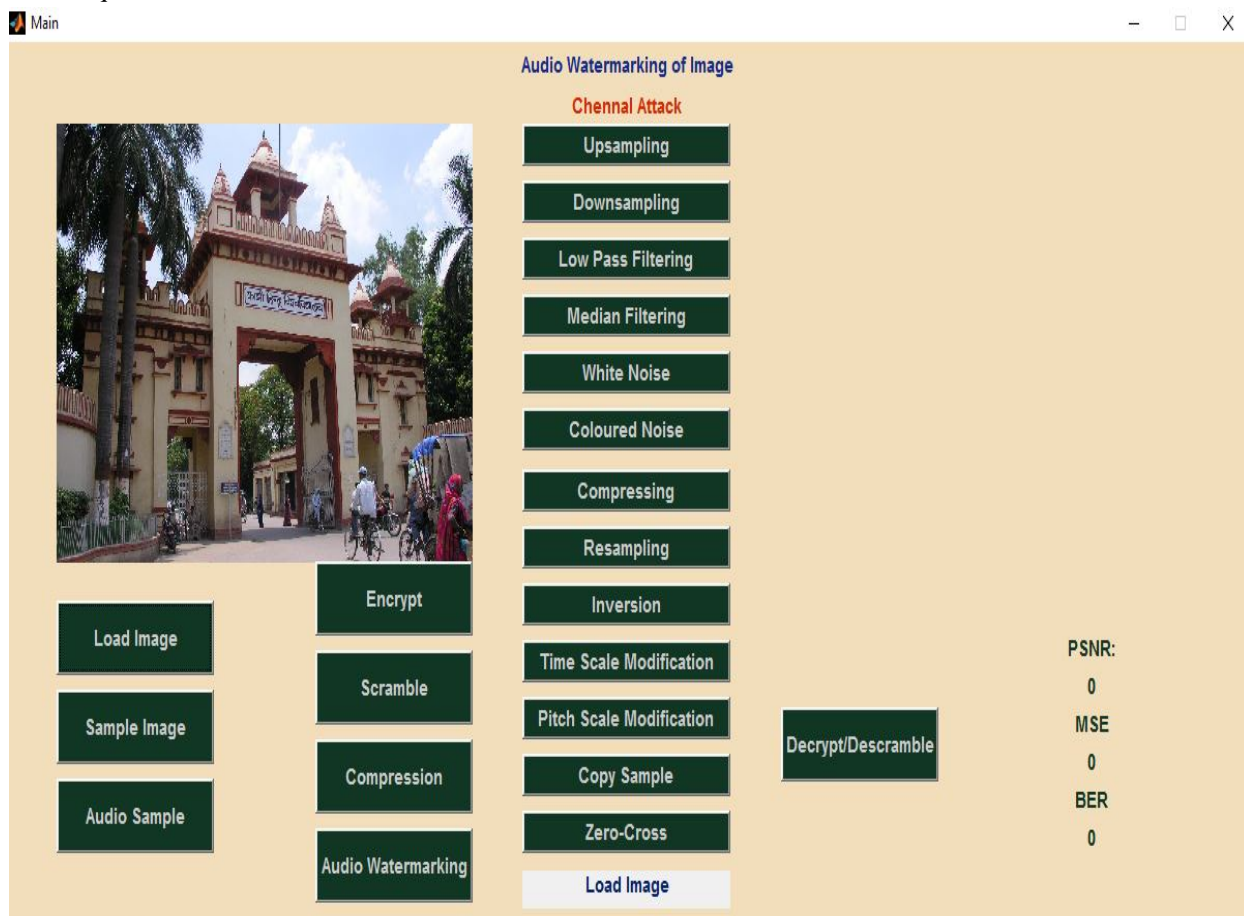 Main
Audio Watermarking of Image
Chennal Attack
Upsampling
Downsampling
Low Pass Filtering
Median Filtering
White Noise
Coloured Noise
Compressing
Resampling
Inversion
Time Scale Modification
Pitch Scale Modification
Copy Sample
Zero-Cross
Load Image
Load Image
Sample Image
Audio Sample
Encrypt
Scramble
Compression
Audio Watermarking
Decrypt/Descramble
PSNR:
0
MSE
0
BER
0